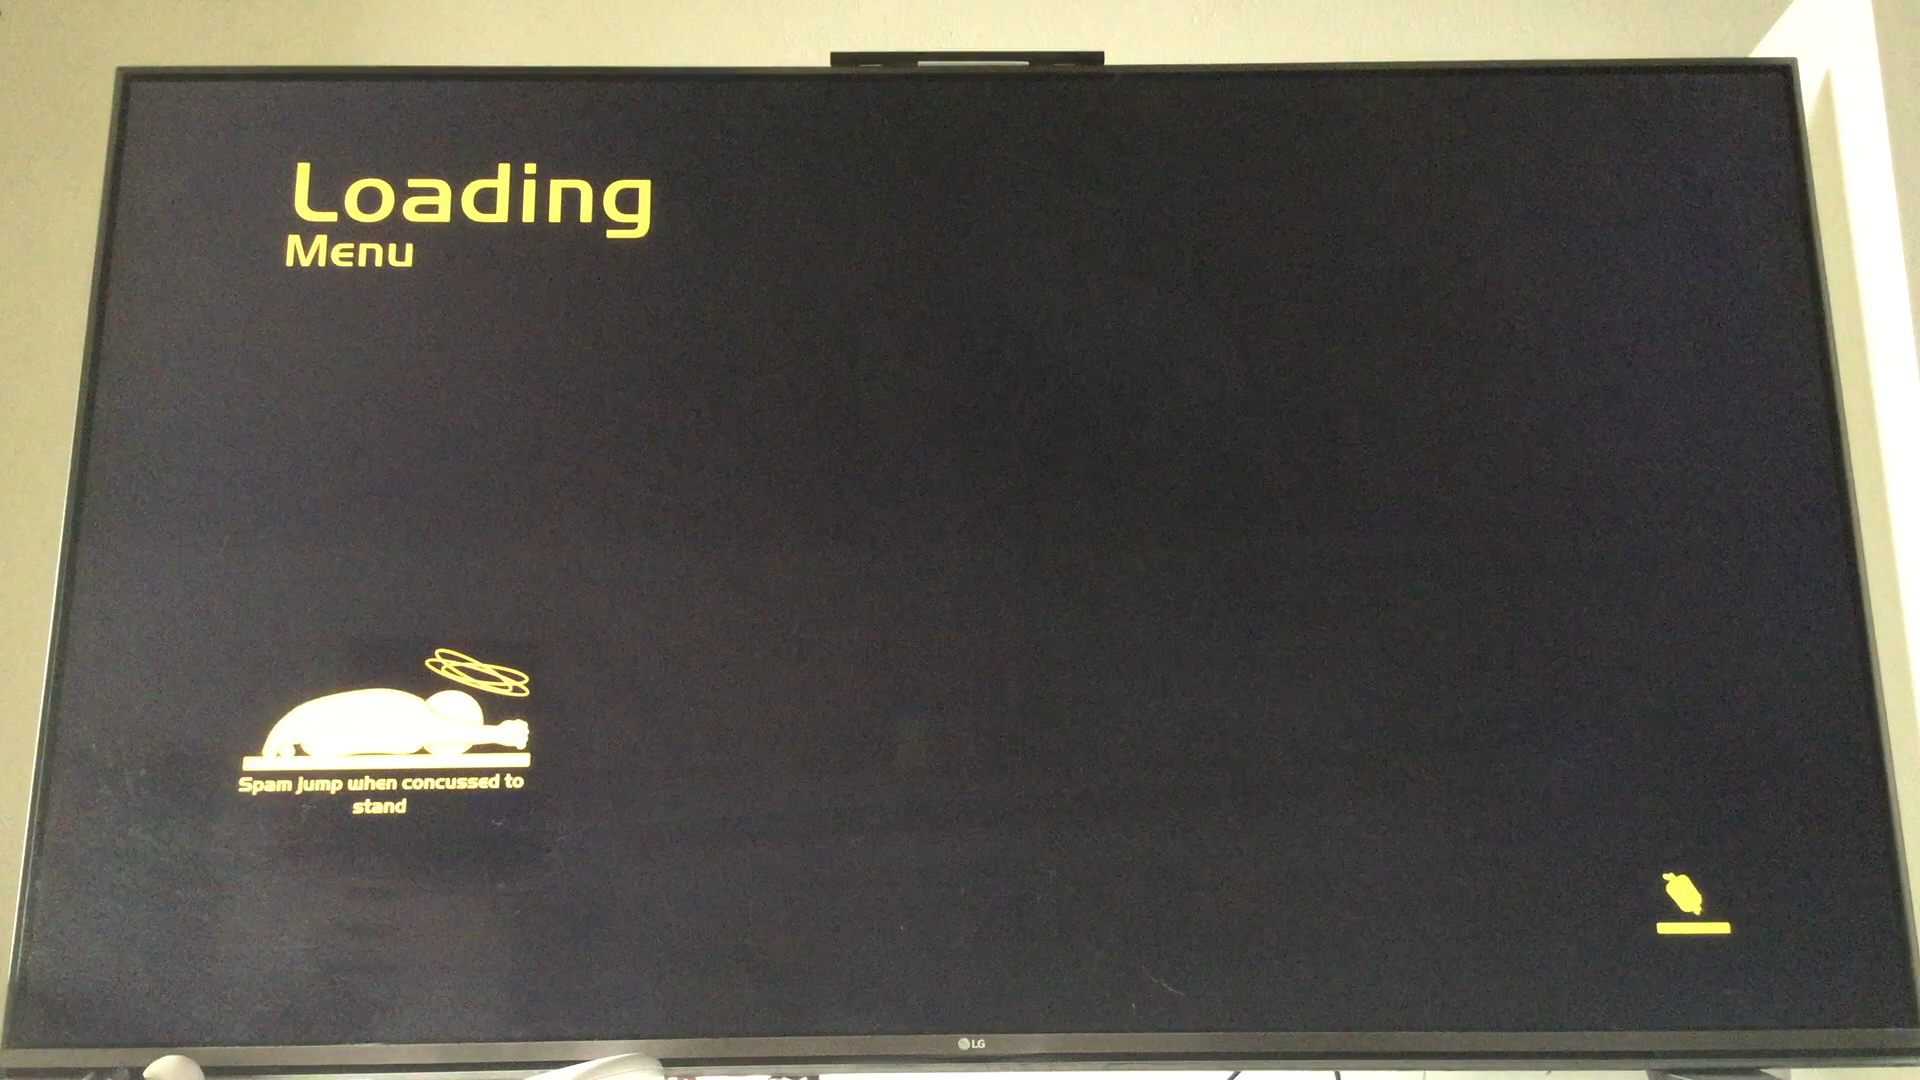 Loading
Menu
Spam jump when concussed to
stand
LG